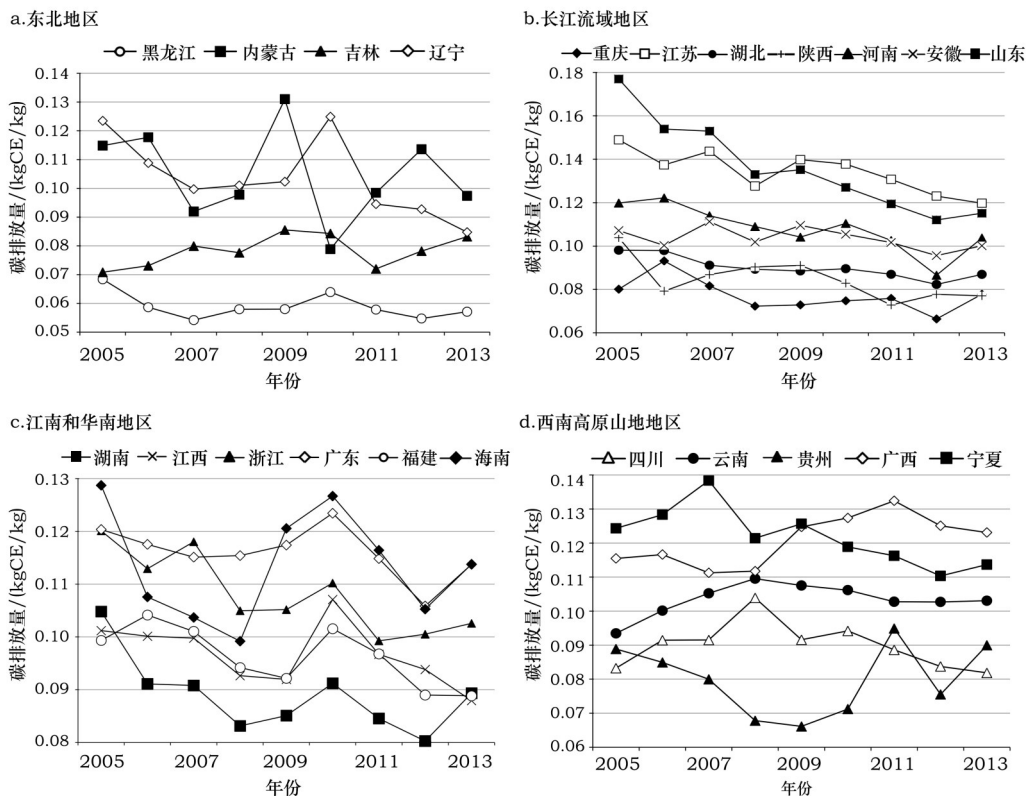 a.东北地区
黑龙江 内蒙古 吉林 辽宁
碳排放量/(kgCE/kg)
0.14
0.13
0.12
0.11
0.10
0.09
0.08
0.07
0.06
0.05
2005 2007 2009 2011 2013
年份
b.长江流域地区
重庆 江苏 湖北 陕西 河南 安徽 山东
碳排放量/(kgCE/kg)
0.18
0.16
0.14
0.12
0.10
0.08
0.06
2005 2007 2009 2011 2013
年份
c.江南和华南地区
湖南 江西 浙江 广东 福建 海南
碳排放量/(kgCE/kg)
0.13
0.12
0.11
0.10
0.09
0.08
2005 2007 2009 2011 2013
年份
d.西南高原山地地区
四川 云南 贵州 广西 宁夏
碳排放量/(kgCE/kg)
0.14
0.13
0.12
0.11
0.10
0.09
0.08
0.07
0.06
2005 2007 2009 2011 2013
年份